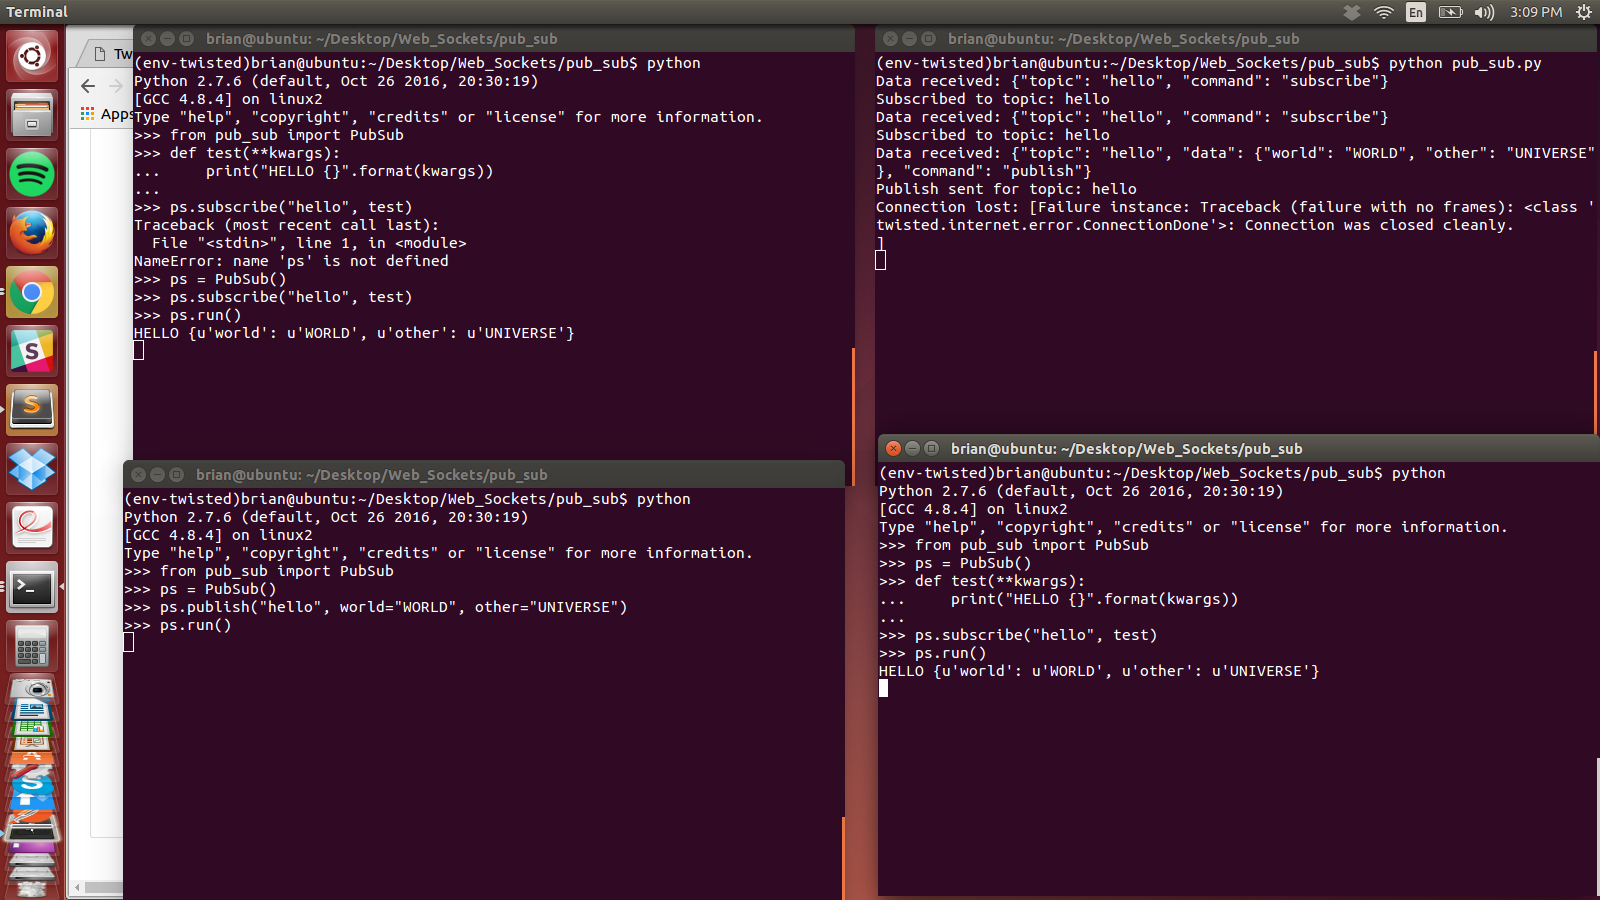 Terminal
En
3:09 PM
Tw
Apps
brian@ubuntu: ~/Desktop/Web_Sockets/pub_sub
(env-twisted)brian@ubuntu:~/Desktop/Web_Sockets/pub_sub$ python
Python 2.7.6 (default, Oct 26 2016, 20:30:19)
[GCC 4.8.4] on linux2
Type "help", "copyright", "credits" or "license" for more information.
>>> from pub_sub import PubSub
>>> def test(**kwargs):
...     print("HELLO {}".format(kwargs))
...
>>> ps.subscribe("hello", test)
Traceback (most recent call last):
  File "<stdin>", line 1, in <module>
NameError: name 'ps' is not defined
>>> ps = PubSub()
>>> ps.subscribe("hello", test)
>>> ps.run()
HELLO {u'world': u'WORLD', u'other': u'UNIVERSE'}
brian@ubuntu: ~/Desktop/Web_Sockets/pub_sub
(env-twisted)brian@ubuntu:~/Desktop/Web_Sockets/pub_sub$ python pub_sub.py
Data received: {"topic": "hello", "command": "subscribe"}
Subscribed to topic: hello
Data received: {"topic": "hello", "command": "subscribe"}
Subscribed to topic: hello
Data received: {"topic": "hello", "data": {"world": "WORLD", "other": "UNIVERSE"
}, "command": "publish"}
Publish sent for topic: hello
Connection lost: [Failure instance: Traceback (failure with no frames): <class '
twisted.internet.error.ConnectionDone'>: Connection was closed cleanly.
]
brian@ubuntu: ~/Desktop/Web_Sockets/pub_sub
(env-twisted)brian@ubuntu:~/Desktop/Web_Sockets/pub_sub$ python
Python 2.7.6 (default, Oct 26 2016, 20:30:19)
[GCC 4.8.4] on linux2
Type "help", "copyright", "credits" or "license" for more information.
>>> from pub_sub import PubSub
>>> ps = PubSub()
>>> ps.publish("hello", world="WORLD", other="UNIVERSE")
>>> ps.run()
brian@ubuntu: ~/Desktop/Web_Sockets/pub_sub
(env-twisted)brian@ubuntu:~/Desktop/Web_Sockets/pub_sub$ python
Python 2.7.6 (default, Oct 26 2016, 20:30:19)
[GCC 4.8.4] on linux2
Type "help", "copyright", "credits" or "license" for more information.
>>> from pub_sub import PubSub
>>> ps = PubSub()
>>> def test(**kwargs):
...     print("HELLO {}".format(kwargs))
...
>>> ps.subscribe("hello", test)
>>> ps.run()
HELLO {u'world': u'WORLD', u'other': u'UNIVERSE'}